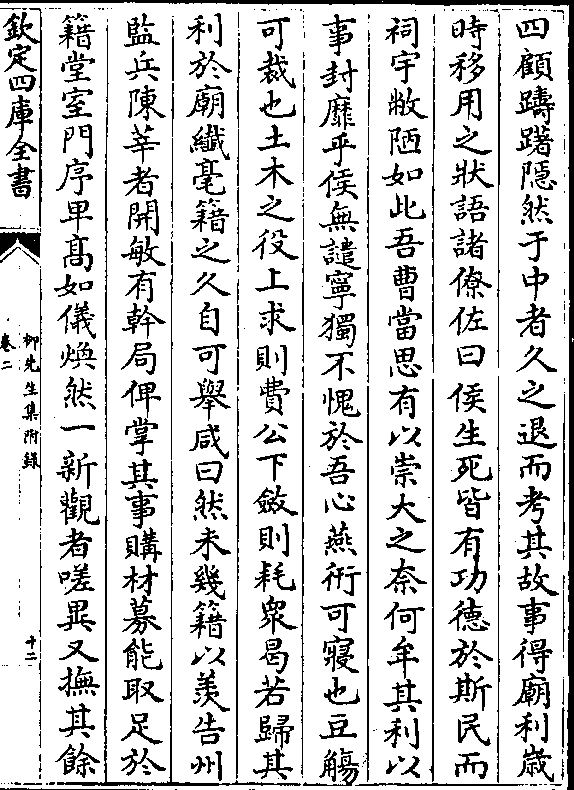 四顧躊躇隱然于中者久之退而考其故事得廟利歳
時移用之狀語諸僚佐曰侯生死皆有功德於斯民而
祠宇敝陋如此吾曹當思有以崇大之奈何牟其利以
事封靡乎侯無譴寧獨不愧於吾心燕衎可寢也豆觴
可裁也土木之役上求則費公下斂則耗衆曷若歸其
利於廟纎毫籍之久自可舉咸曰然未幾籍以羡告州
監兵陳莘者開敏有幹局俾掌其事購材募能取足於
籍堂室門序卑髙如儀煥然一新觀者嗟異又撫其餘
欽定四庫全書
柳先生集附錄
卷二
十二